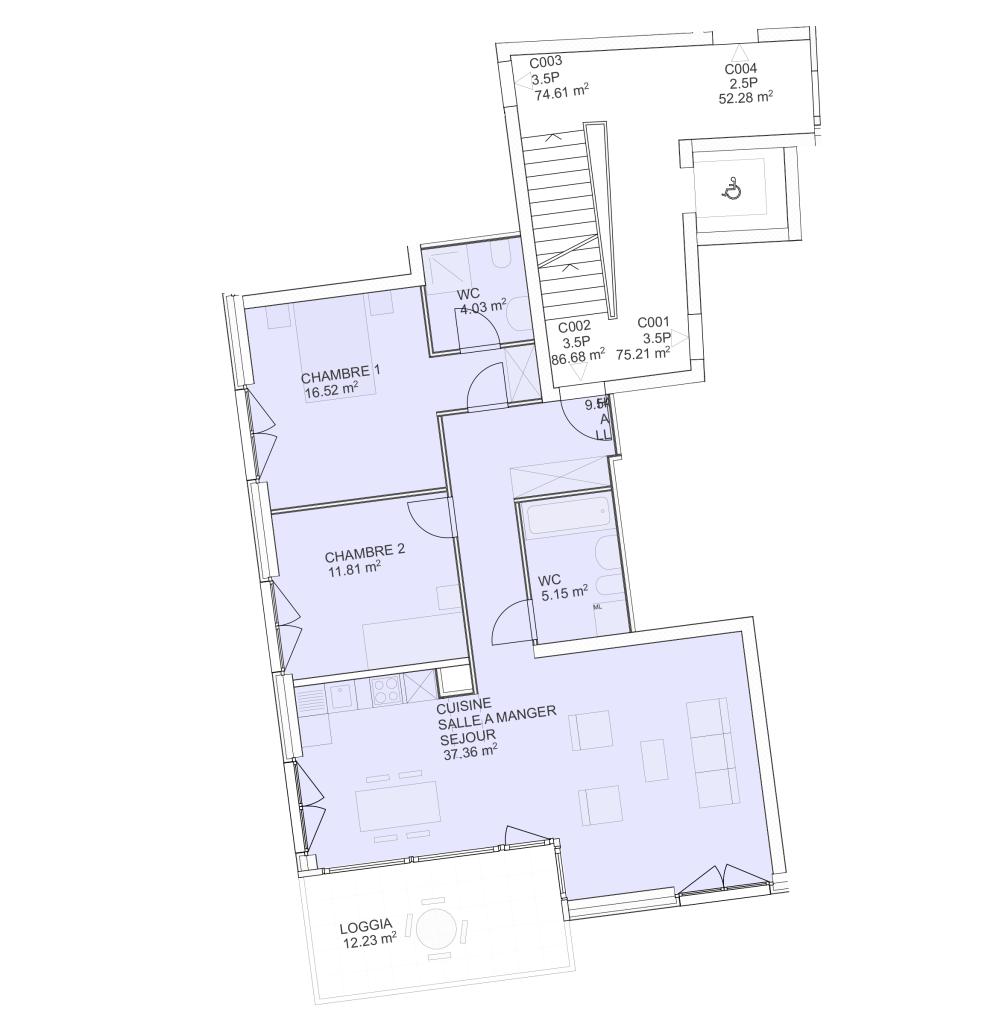 C003
3.5P
74.61 m²
C004
2.5P
52.28 m²
WC
4.03 m²
C002
3.5P
86.68 m²
C001
3.5P
75.21 m²
CHAMBRE 1
16.52 m²
A
LL
CHAMBRE 2
11.81 m²
WC
5.15 m²
ML
CUISINE
SALLE A MANGER
SEJOUR
37.36 m²
LOGGIA
12.23 m²